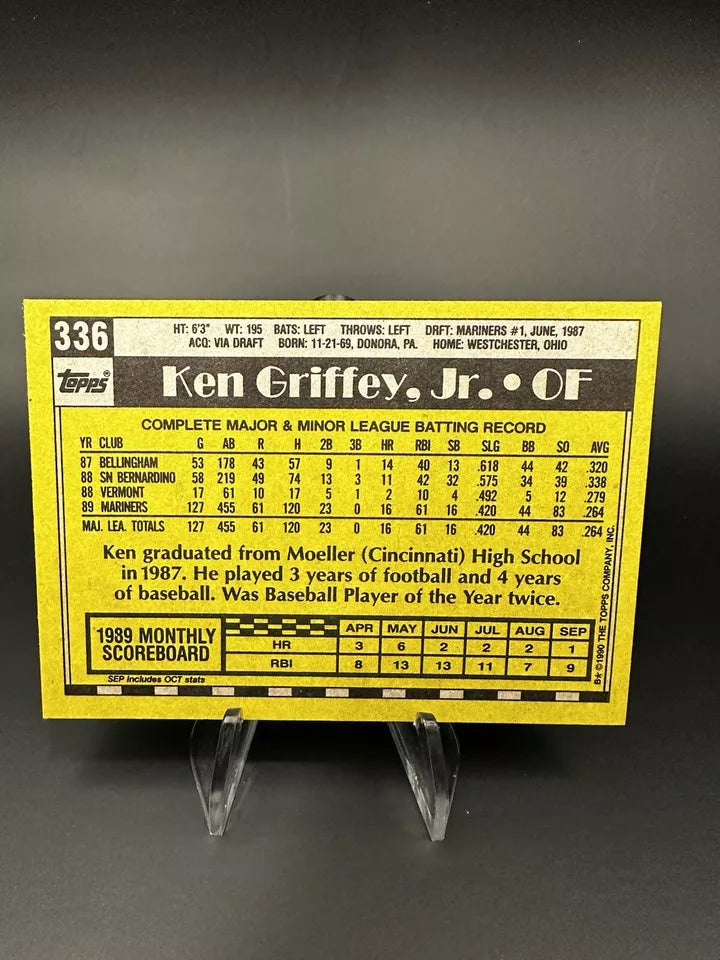 336
HT: 6'3" WT: 195 BATS: LEFT THROWS: LEFT DRFT: MARINERS #1, JUNE, 1987
ACQ: VIA DRAFT BORN: 11-21-69, DONORA, PA. HOME: WESTCHESTER, OHIO
TOPPS®
Ken Griffey, Jr. • OF
COMPLETE MAJOR & MINOR LEAGUE BATTING RECORD
YR CLUB G AB R H 2B 3B HR RBI SB SLG BB SO AVG
87 BELLINGHAM 53 178 43 57 9 1 14 40 13 .618 44 42 .320
88 SN BERNARDINO 58 219 49 74 13 3 11 42 32 .575 34 39 .338
88 VERMONT 17 61 10 17 5 1 2 10 4 .492 5 12 .279
89 MARINERS 127 455 61 120 23 0 16 61 16 .420 44 83 .264
MAJ. LEA. TOTALS 127 455 61 120 23 0 16 61 16 .420 44 83 .264
Ken graduated from Moeller (Cincinnati) High School
in 1987. He played 3 years of football and 4 years
of baseball. Was Baseball Player of the Year twice.
1989 MONTHLY
SCOREBOARD
APR MAY JUN JUL AUG SEP
HR 3 6 2 2 2 1
RBI 8 13 13 11 7 9
SEP includes OCT stats
B* ©1990 THE TOPPS COMPANY, INC.